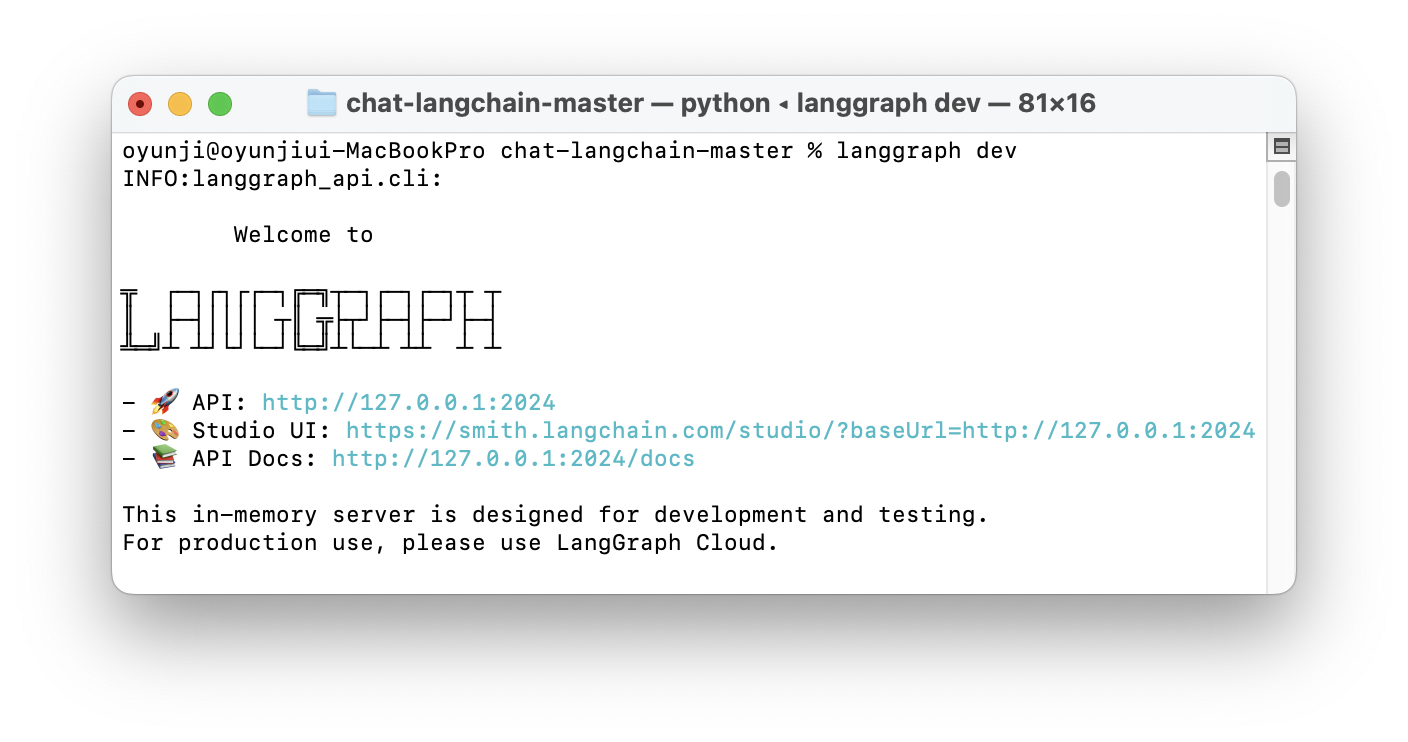 chat-langchain-master — python ◂ langgraph dev — 81×16
oyunji@oyunjiui-MacBookPro chat-langchain-master % langgraph dev
INFO:langgraph_api.cli:
Welcome to
LANGGRAPH
- 🚀 API: http://127.0.0.1:2024
- 🎨 Studio UI: https://smith.langchain.com/studio/?baseUrl=http://127.0.0.1:2024
- 📚 API Docs: http://127.0.0.1:2024/docs
This in-memory server is designed for development and testing.
For production use, please use LangGraph Cloud.